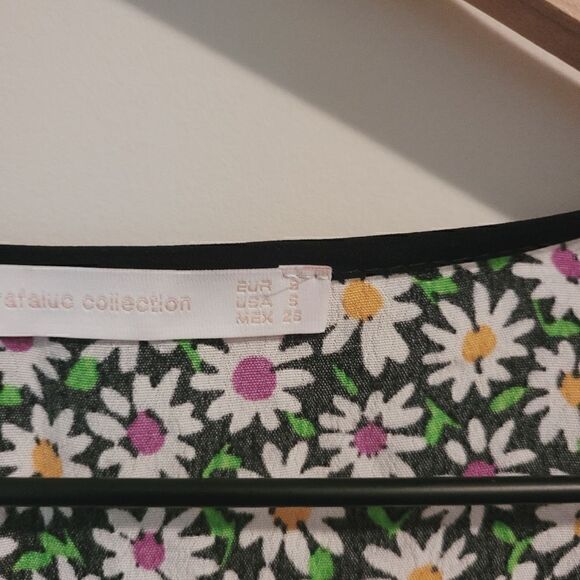 rafaluc collection
EUR S
USA S
MEX 26